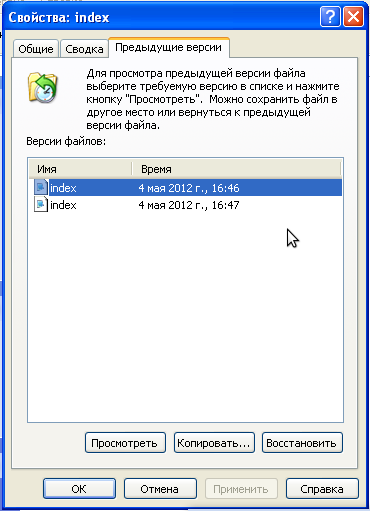 Свойства: index
Общие Сводка Предыдущие версии
Для просмотра предыдущей версии файла
выберите требуемую версию в списке и нажмите
кнопку "Просмотреть". Можно сохранить файл в
другое место или вернуться к предыдущей
версии файла.
Версии файлов:
Имя Время
index 4 мая 2012 г., 16:46
index 4 мая 2012 г., 16:47
Просмотреть Копировать... Восстановить
ОК Отмена Применить Справка